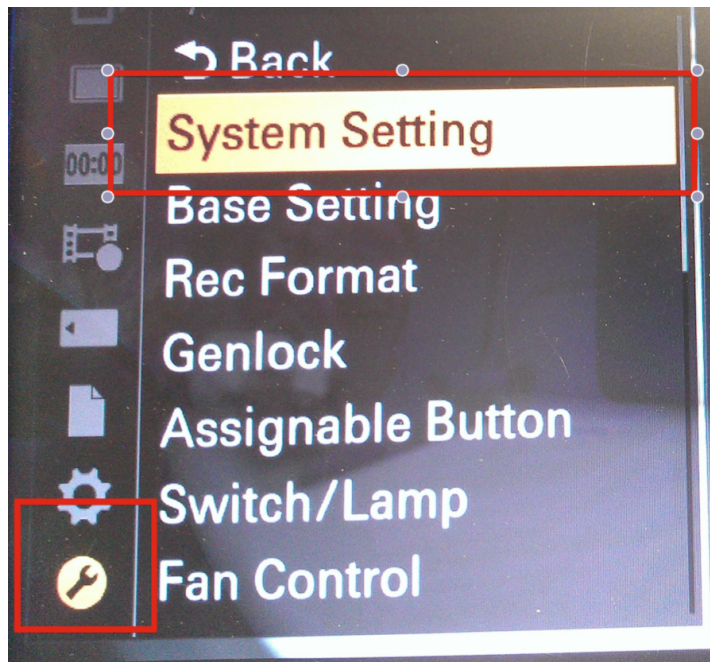 Back
System Setting
00:00
Base Setting
Rec Format
Genlock
Assignable Button
Switch/Lamp
Fan Control